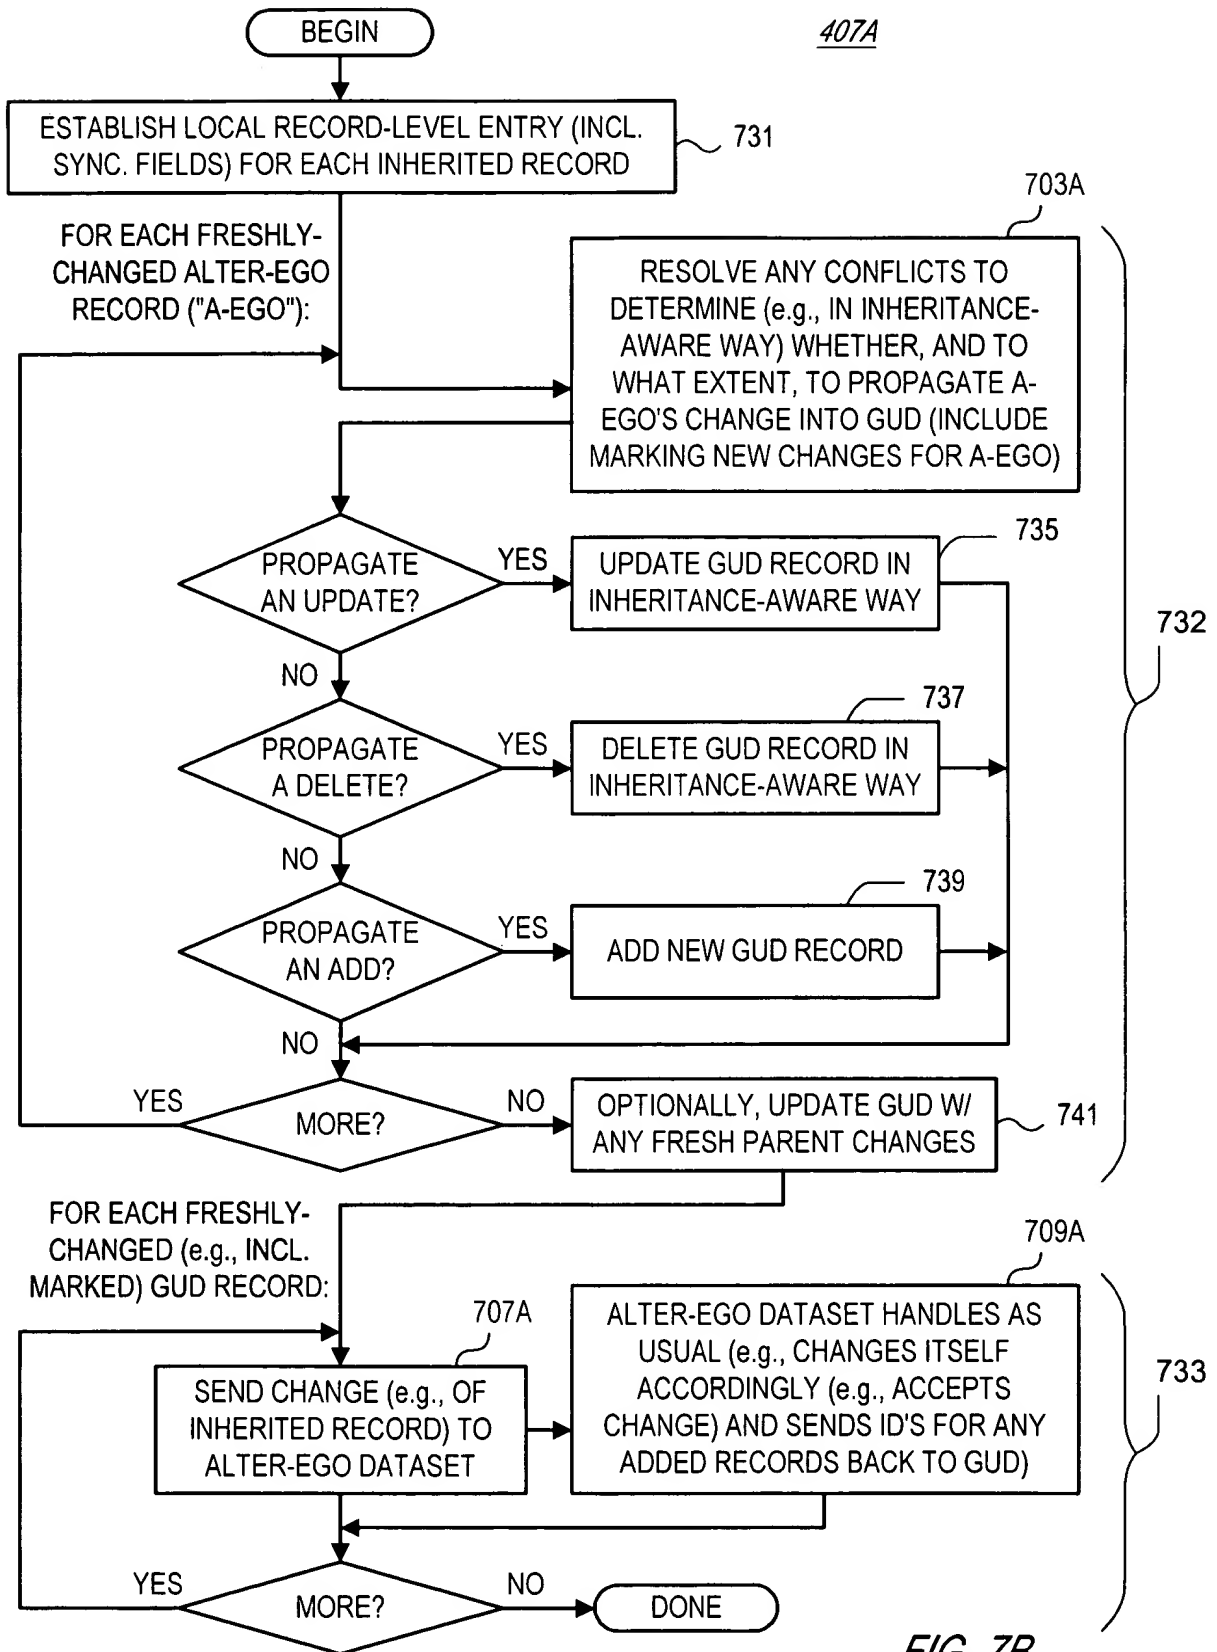 BEGIN
407A
ESTABLISH LOCAL RECORD-LEVEL ENTRY (INCL.
SYNC. FIELDS) FOR EACH INHERITED RECORD
731
FOR EACH FRESHLY-
CHANGED ALTER-EGO
RECORD ("A-EGO"):
703A
RESOLVE ANY CONFLICTS TO
DETERMINE (e.g., IN INHERITANCE-
AWARE WAY) WHETHER, AND TO
WHAT EXTENT, TO PROPAGATE A-
EGO'S CHANGE INTO GUD (INCLUDE
MARKING NEW CHANGES FOR A-EGO)
PROPAGATE
AN UPDATE?
YES
UPDATE GUD RECORD IN
INHERITANCE-AWARE WAY
735
732
NO
PROPAGATE
A DELETE?
YES
DELETE GUD RECORD IN
INHERITANCE-AWARE WAY
737
NO
PROPAGATE
AN ADD?
YES
ADD NEW GUD RECORD
739
NO
MORE?
YES
NO
OPTIONALLY, UPDATE GUD W/
ANY FRESH PARENT CHANGES
741
FOR EACH FRESHLY-
CHANGED (e.g., INCL.
MARKED) GUD RECORD:
707A
SEND CHANGE (e.g., OF
INHERITED RECORD) TO
ALTER-EGO DATASET
709A
ALTER-EGO DATASET HANDLES AS
USUAL (e.g., CHANGES ITSELF
ACCORDINGLY (e.g., ACCEPTS
CHANGE) AND SENDS ID'S FOR ANY
ADDED RECORDS BACK TO GUD)
733
MORE?
YES
NO
DONE
FIG. 7B